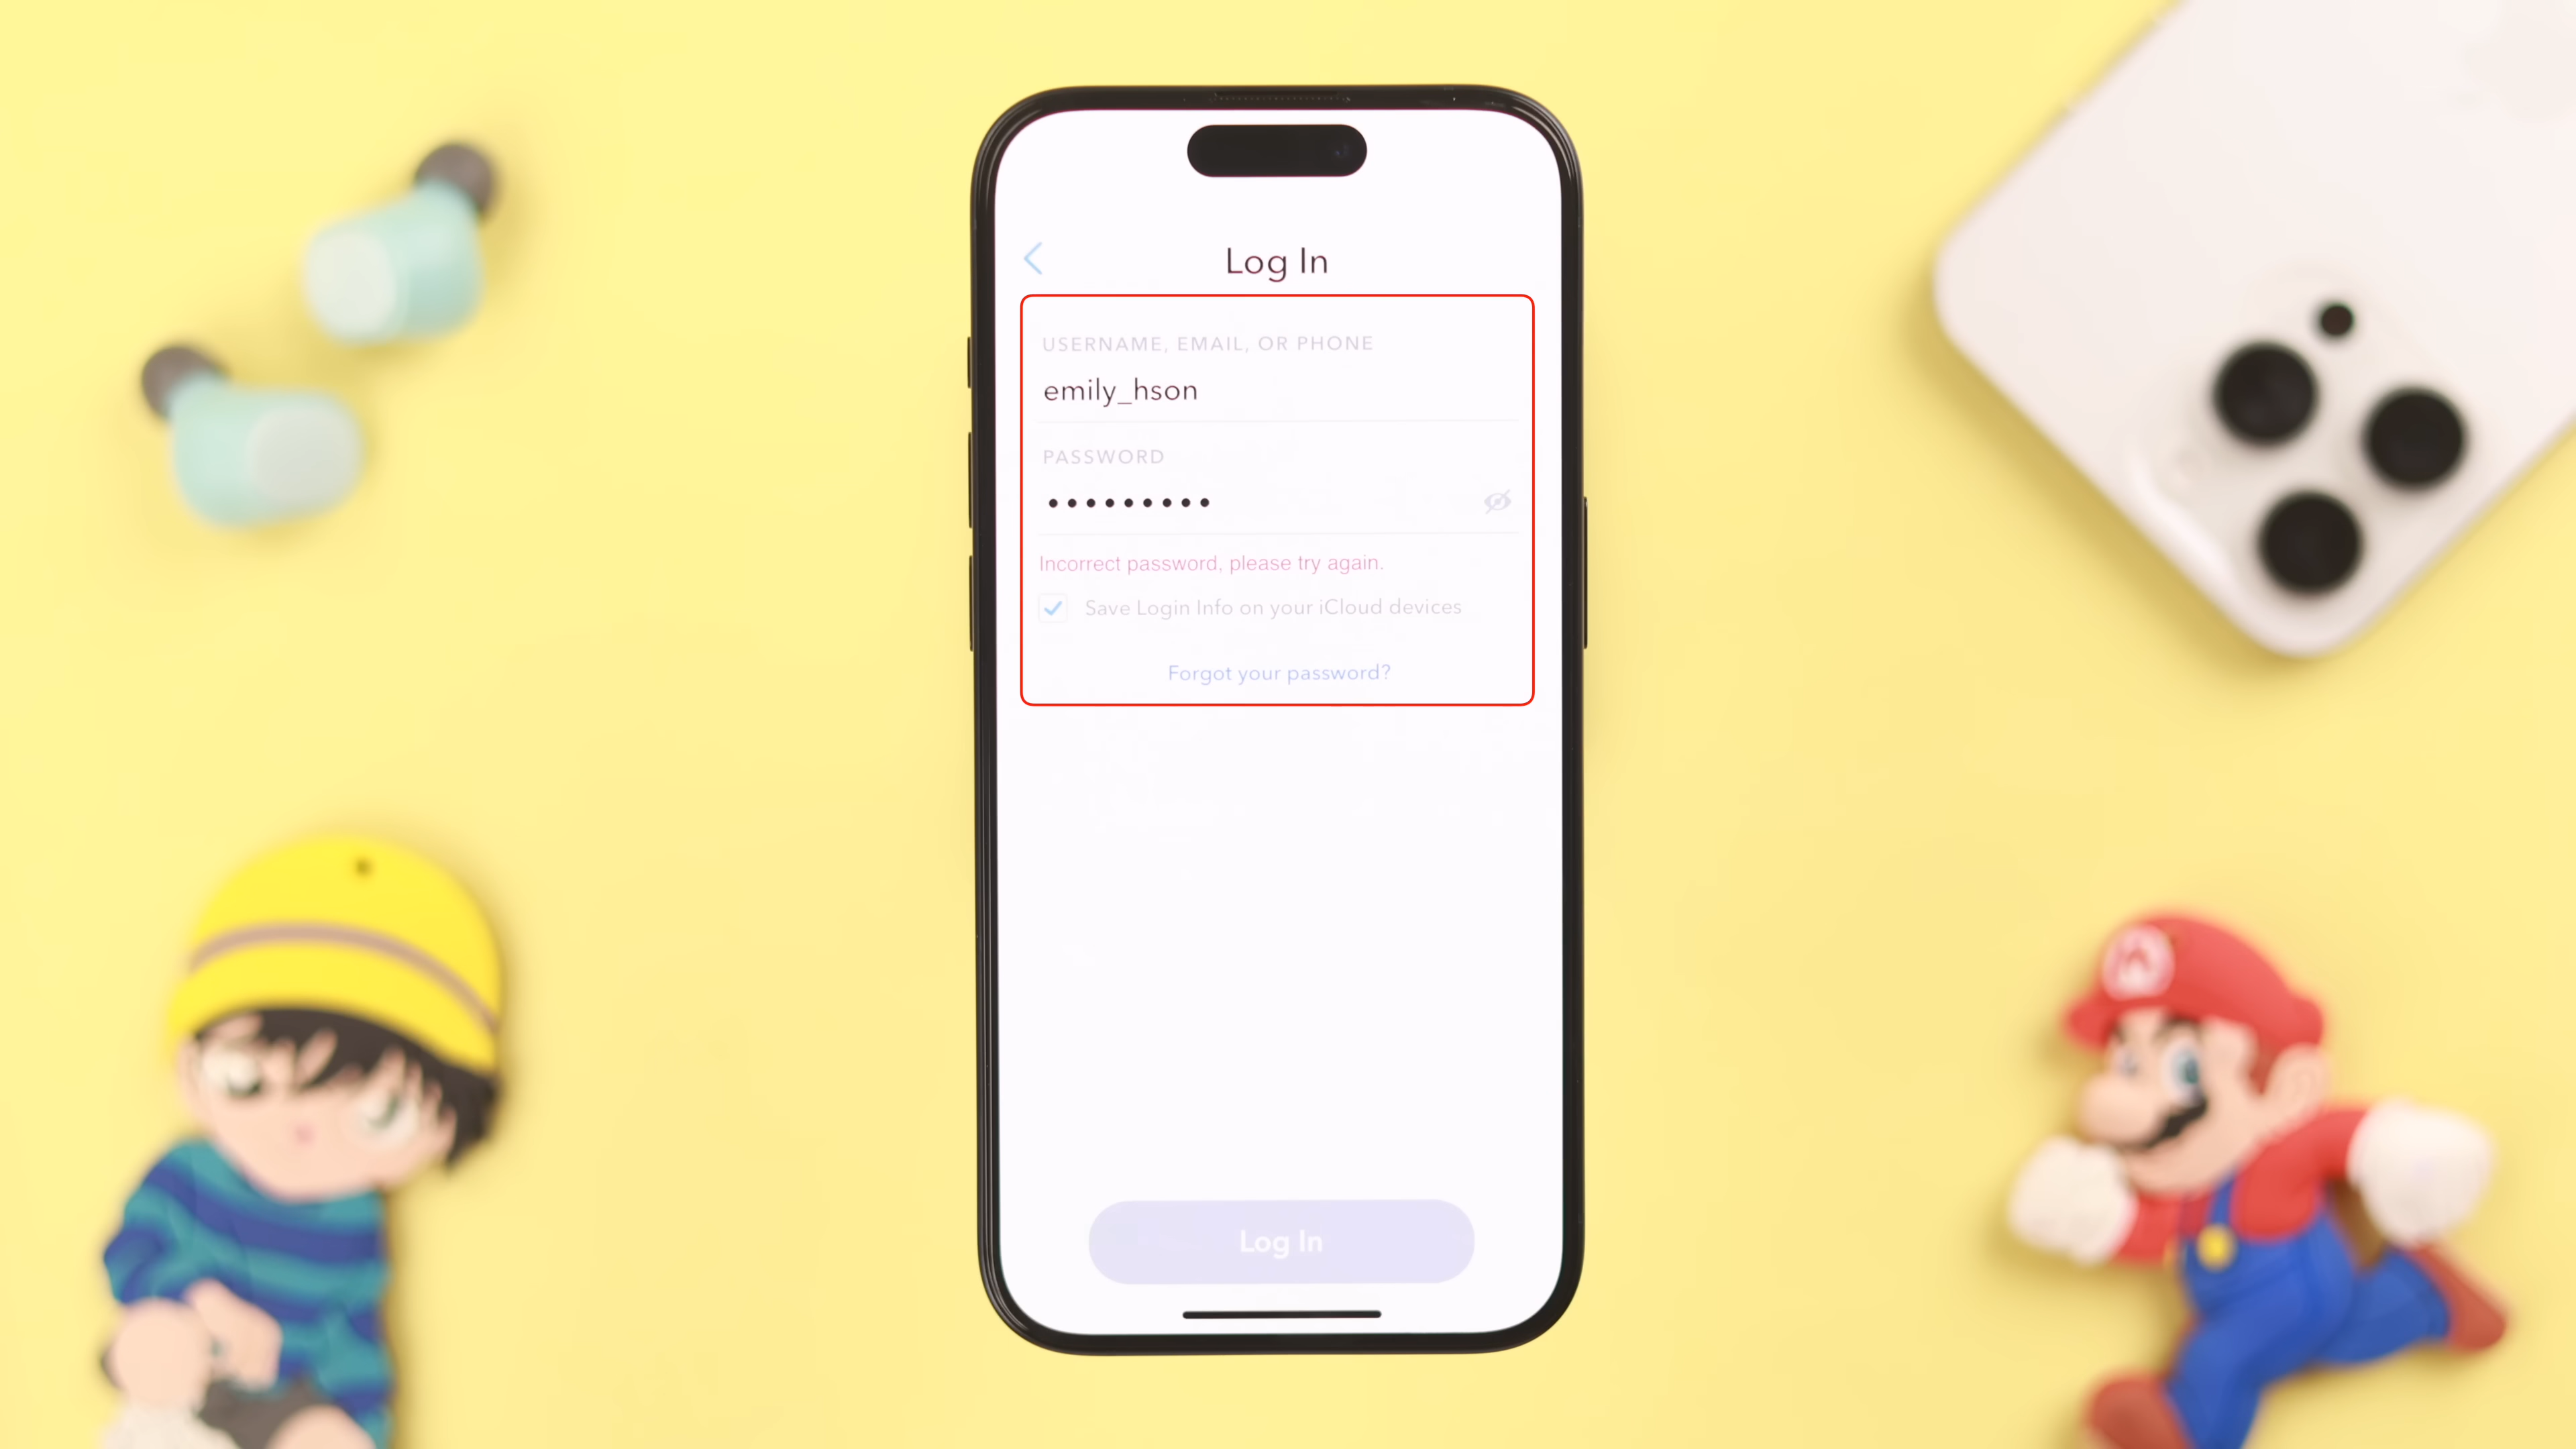 Log In
USERNAME, EMAIL, OR PHONE
emily_hson
PASSWORD
Incorrect password, please try again.
Save Login Info on your iCloud devices
Forgot your password?
Log In